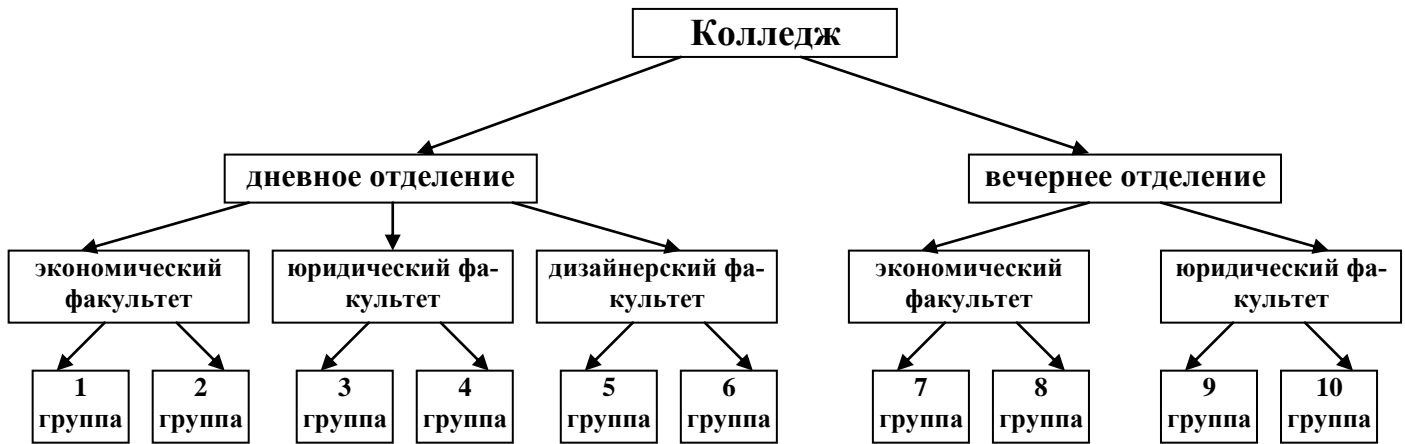 Колледж
дневное отделение
вечернее отделение
экономический
факультет
юридический фа-
культет
дизайнерский фа-
культет
экономический
факультет
юридический фа-
культет
1
группа
2
группа
3
группа
4
группа
5
группа
6
группа
7
группа
8
группа
9
группа
10
группа